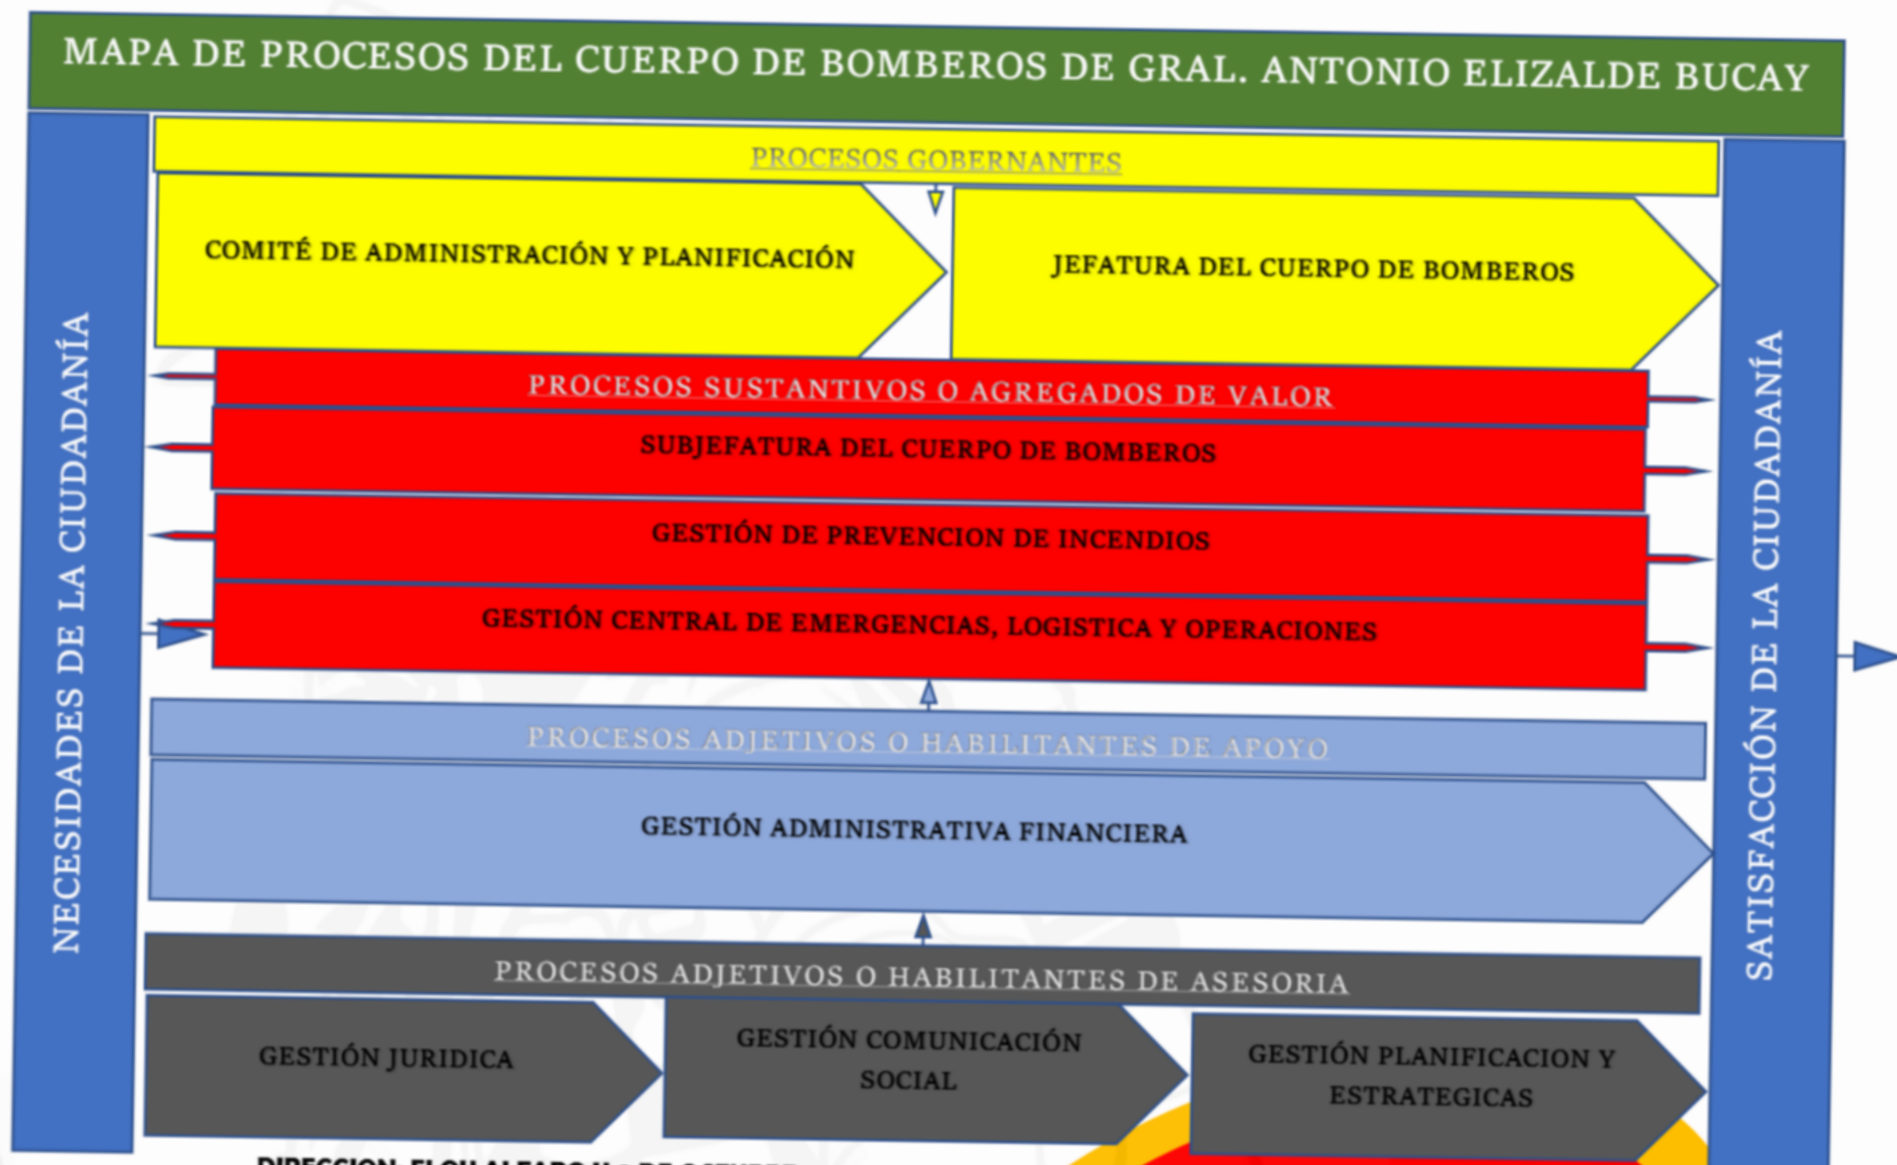 MAPA DE PROCESOS DEL CUERPO DE BOMBEROS DE GRAL. ANTONIO ELIZALDE BUCAY
NECESIDADES DE LA CIUDADANÍA
PROCESOS GOBERNANTES
COMITÉ DE ADMINISTRACIÓN Y PLANIFICACIÓN
JEFATURA DEL CUERPO DE BOMBEROS
PROCESOS SUSTANTIVOS O AGREGADOS DE VALOR
SUBJEFATURA DEL CUERPO DE BOMBEROS
GESTIÓN DE PREVENCION DE INCENDIOS
GESTIÓN CENTRAL DE EMERGENCIAS, LOGISTICA Y OPERACIONES
PROCESOS ADJETIVOS O HABILITANTES DE APOYO
GESTIÓN ADMINISTRATIVA FINANCIERA
PROCESOS ADJETIVOS O HABILITANTES DE ASESORIA
GESTIÓN JURIDICA
GESTIÓN COMUNICACIÓN
SOCIAL
GESTIÓN PLANIFICACION Y
ESTRATEGICAS
SATISFACCIÓN DE LA CIUDADANÍA